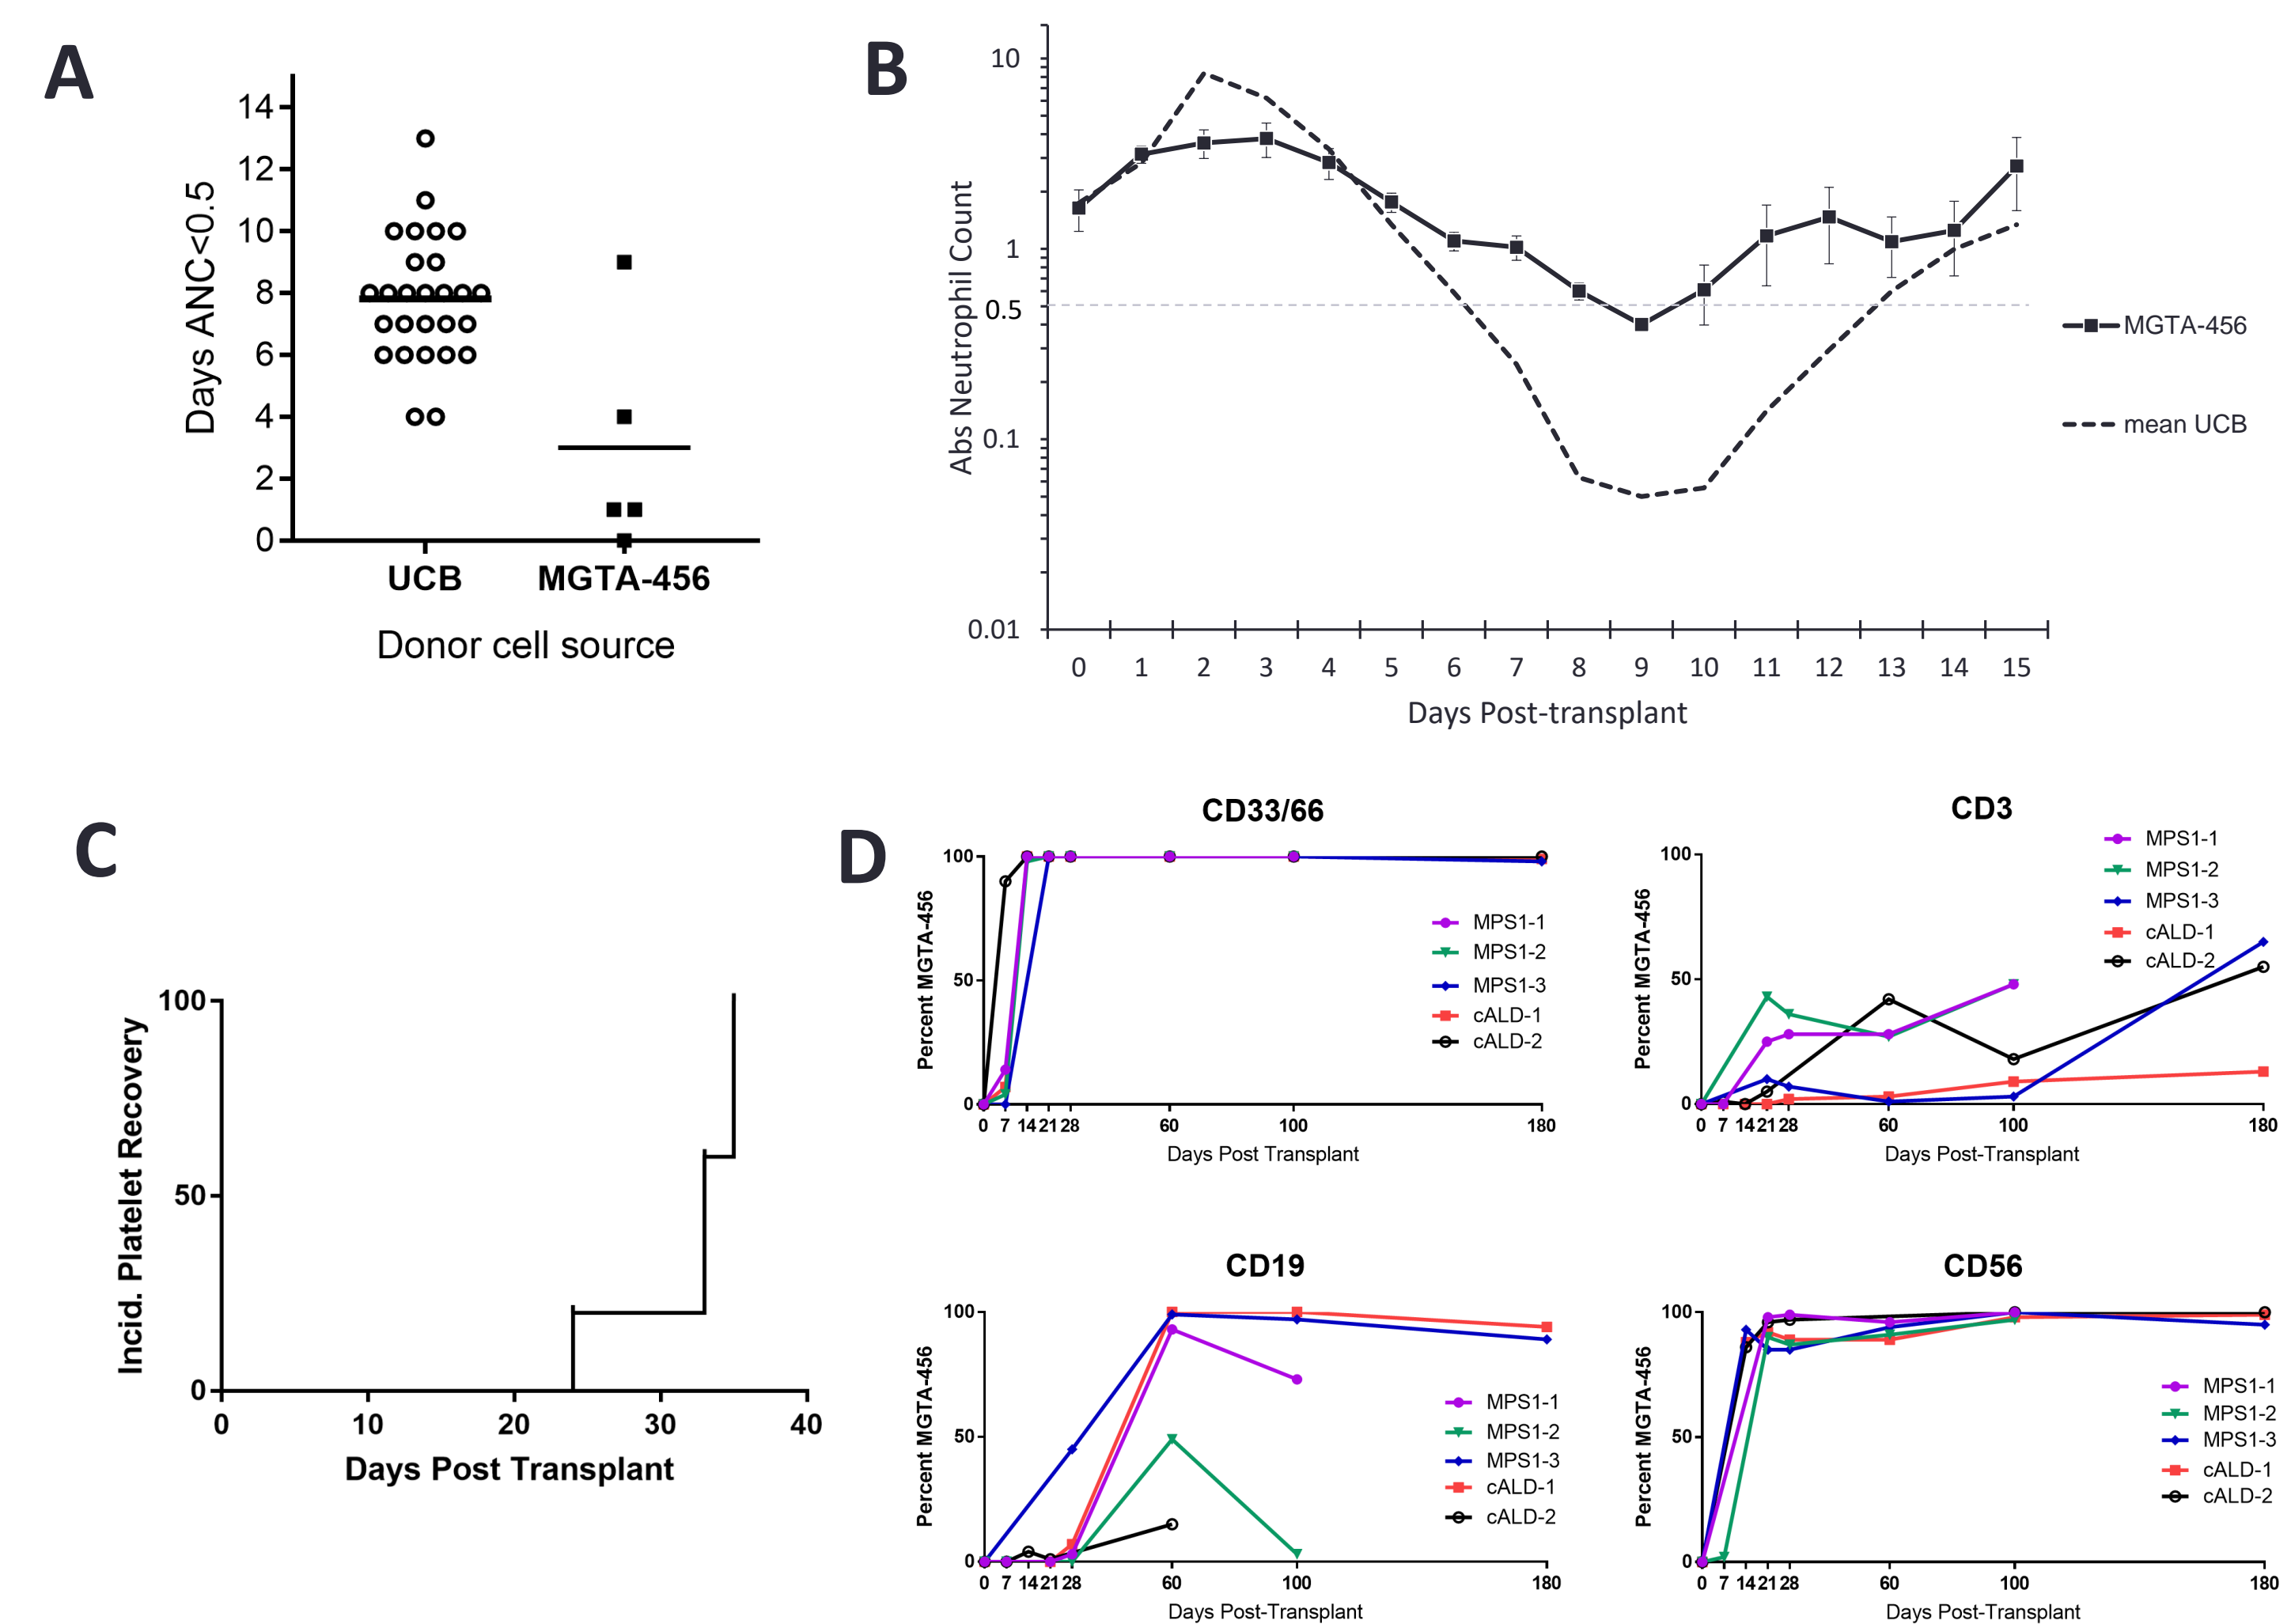 A
Days ANC<0.5
14
12
10
8
6
4
2
0
UCB MGTA-456
Donor cell source
B
Abs Neutrophil Count
10
1
0.5
0.1
0.01
0 1 2 3 4 5 6 7 8 9 10 11 12 13 14 15
Days Post-transplant
MGTA-456
mean UCB
C
Incid. Platelet Recovery
100
50
0
0 10 20 30 40
Days Post Transplant
D
CD33/66
Percent MGTA-456
100
50
0
0 7 14 21 28 60 100 180
Days Post Transplant
MPS1-1
MPS1-2
MPS1-3
cALD-1
cALD-2
CD3
Percent MGTA-456
100
50
0
0 7 14 21 28 60 100 180
Days Post-Transplant
MPS1-1
MPS1-2
MPS1-3
cALD-1
cALD-2
CD19
Percent MGTA-456
100
50
0
0 7 14 21 28 60 100 180
Days Post-Transplant
MPS1-1
MPS1-2
MPS1-3
cALD-1
cALD-2
CD56
Percent MGTA-456
100
50
0
0 7 14 21 28 60 100 180
Days Post-Transplant
MPS1-1
MPS1-2
MPS1-3
cALD-1
cALD-2